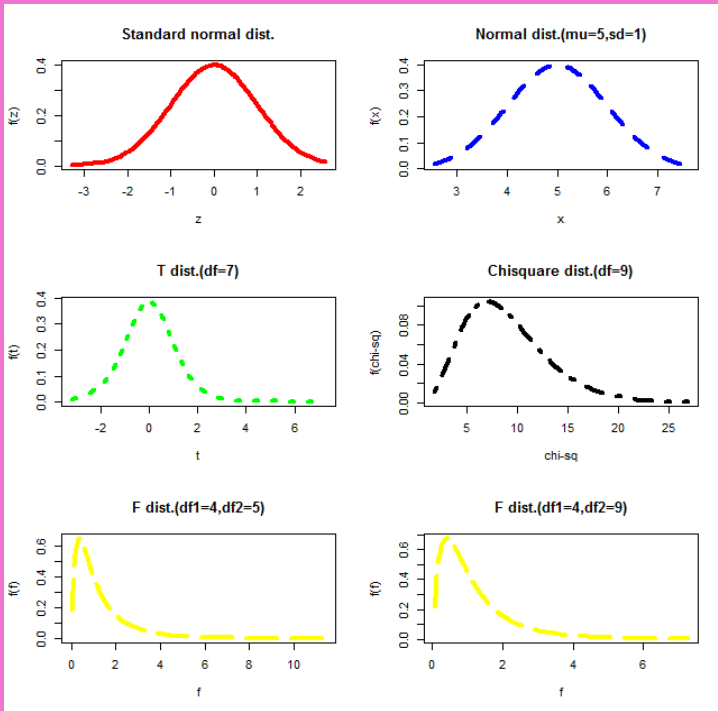 Standard normal dist.
f(z)
0.0 0.2 0.4
-3 -2 -1 0 1 2
z
Normal dist.(mu=5,sd=1)
f(x)
0.0 0.1 0.2 0.3 0.4
3 4 5 6 7
x
T dist.(df=7)
f(t)
0.0 0.1 0.2 0.3 0.4
-2 0 2 4 6
t
Chisquare dist.(df=9)
f(chi-sq)
0.00 0.04 0.08
5 10 15 20 25
chi-sq
F dist.(df1=4,df2=5)
f(f)
0.0 0.2 0.4 0.6
0 2 4 6 8 10
f
F dist.(df1=4,df2=9)
f(f)
0.0 0.2 0.4 0.6
0 2 4 6
f